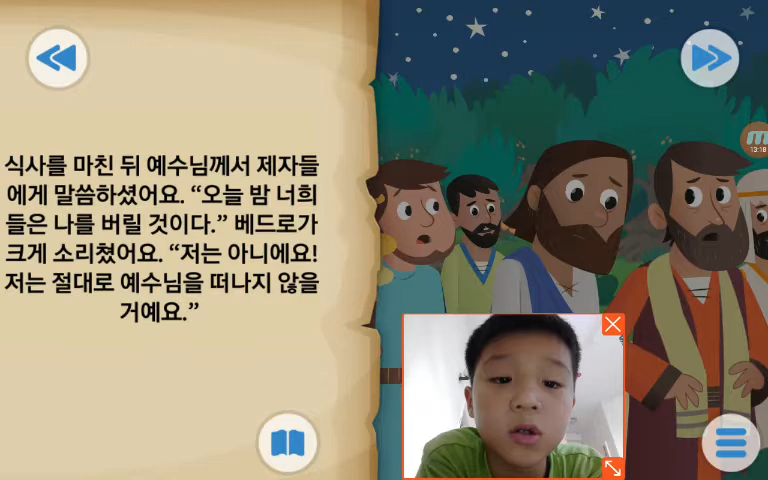 식사를 마친 뒤 예수님께서 제자들
에게 말씀하셨어요. “오늘 밤 너희
들은 나를 버릴 것이다.” 베드로가
크게 소리쳤어요. “저는 아니에요!
저는 절대로 예수님을 떠나지 않을
거예요.”
13:18